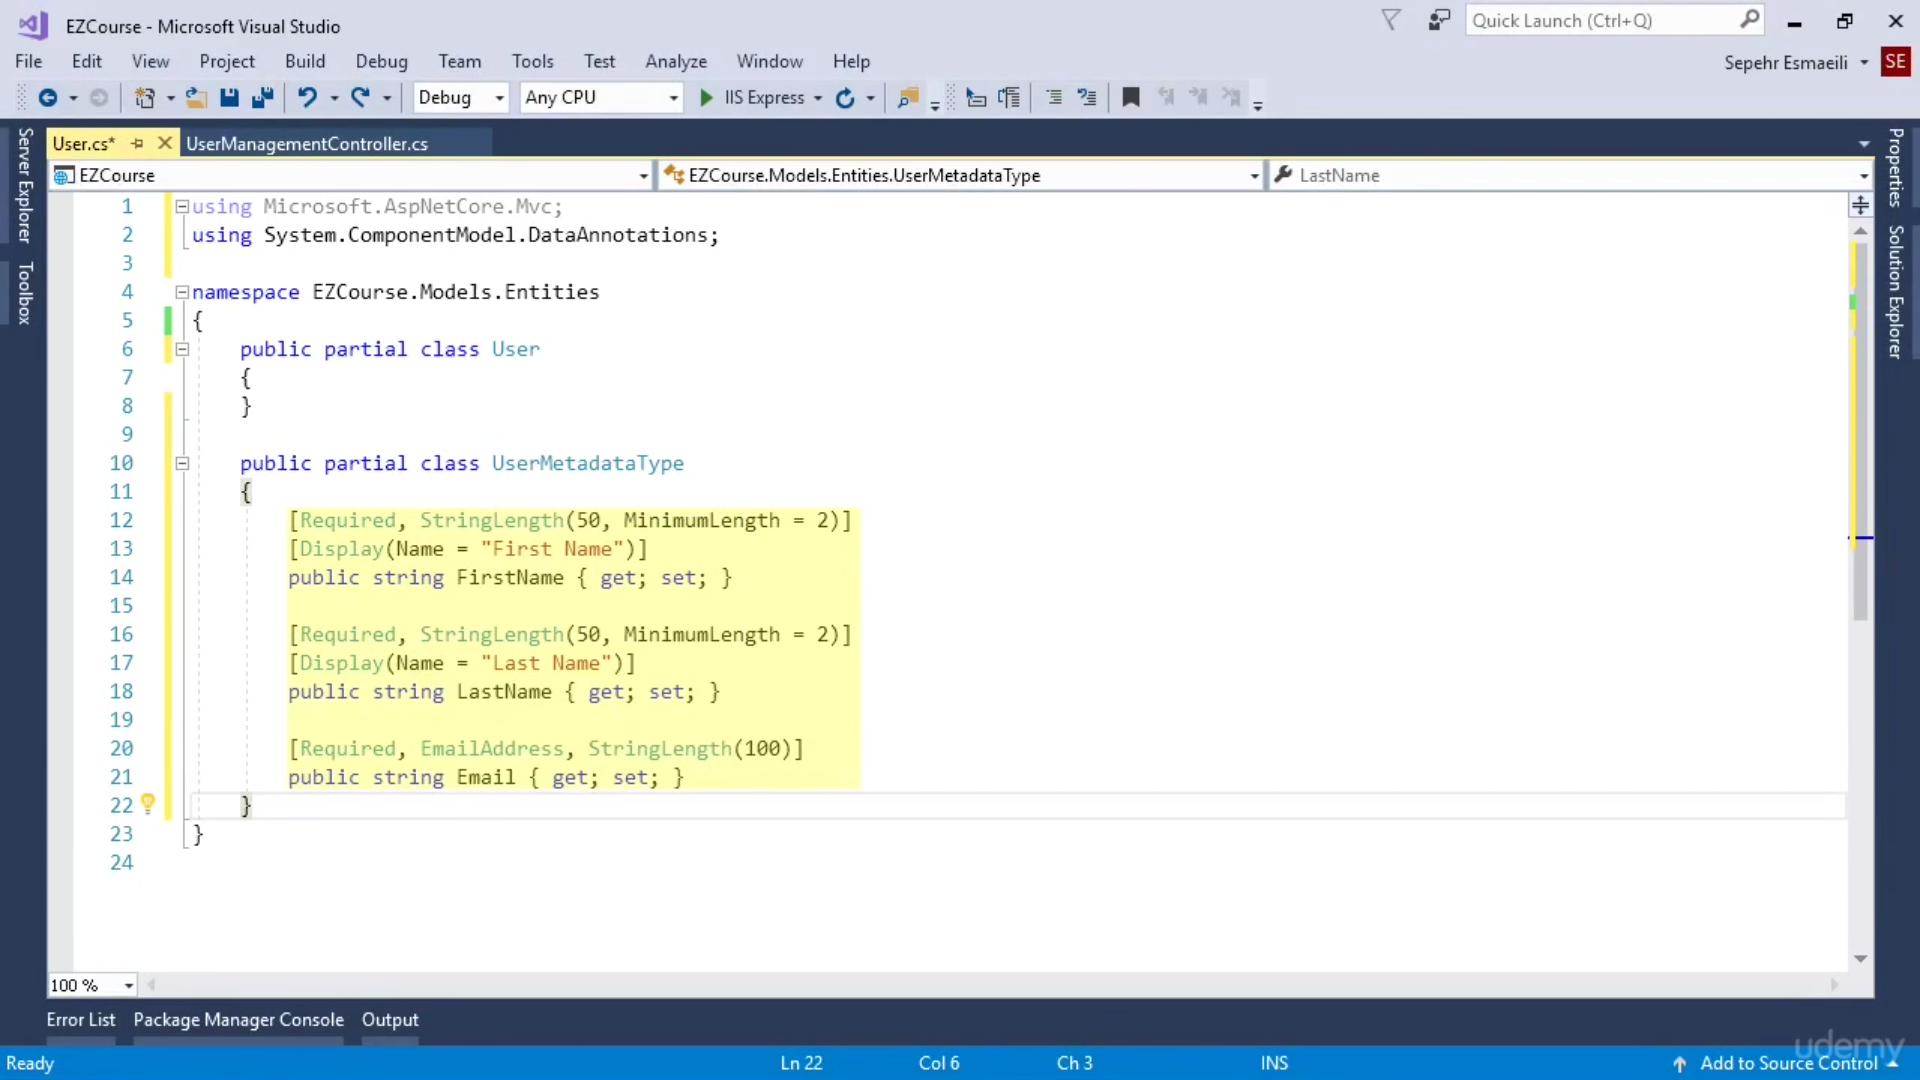 EZCourse - Microsoft Visual Studio
Quick Launch (Ctrl+Q)
File Edit View Project Build Debug Team Tools Test Analyze Window Help
Sepehr Esmaeili SE
Debug Any CPU IIS Express
User.cs* UserManagementController.cs
EZCourse EZCourse.Models.Entities.UserMetadataType LastName
Server Explorer
Toolbox
Properties
Solution Explorer
1 using Microsoft.AspNetCore.Mvc;
2 using System.ComponentModel.DataAnnotations;
3
4 namespace EZCourse.Models.Entities
5 {
6 public partial class User
7 {
8 }
9
10 public partial class UserMetadataType
11 {
12 [Required, StringLength(50, MinimumLength = 2)]
13 [Display(Name = "First Name")]
14 public string FirstName { get; set; }
15
16 [Required, StringLength(50, MinimumLength = 2)]
17 [Display(Name = "Last Name")]
18 public string LastName { get; set; }
19
20 [Required, EmailAddress, StringLength(100)]
21 public string Email { get; set; }
22 }
23 }
24
100 %
Error List Package Manager Console Output
udemy
Ready Ln 22 Col 6 Ch 3 INS Add to Source Control